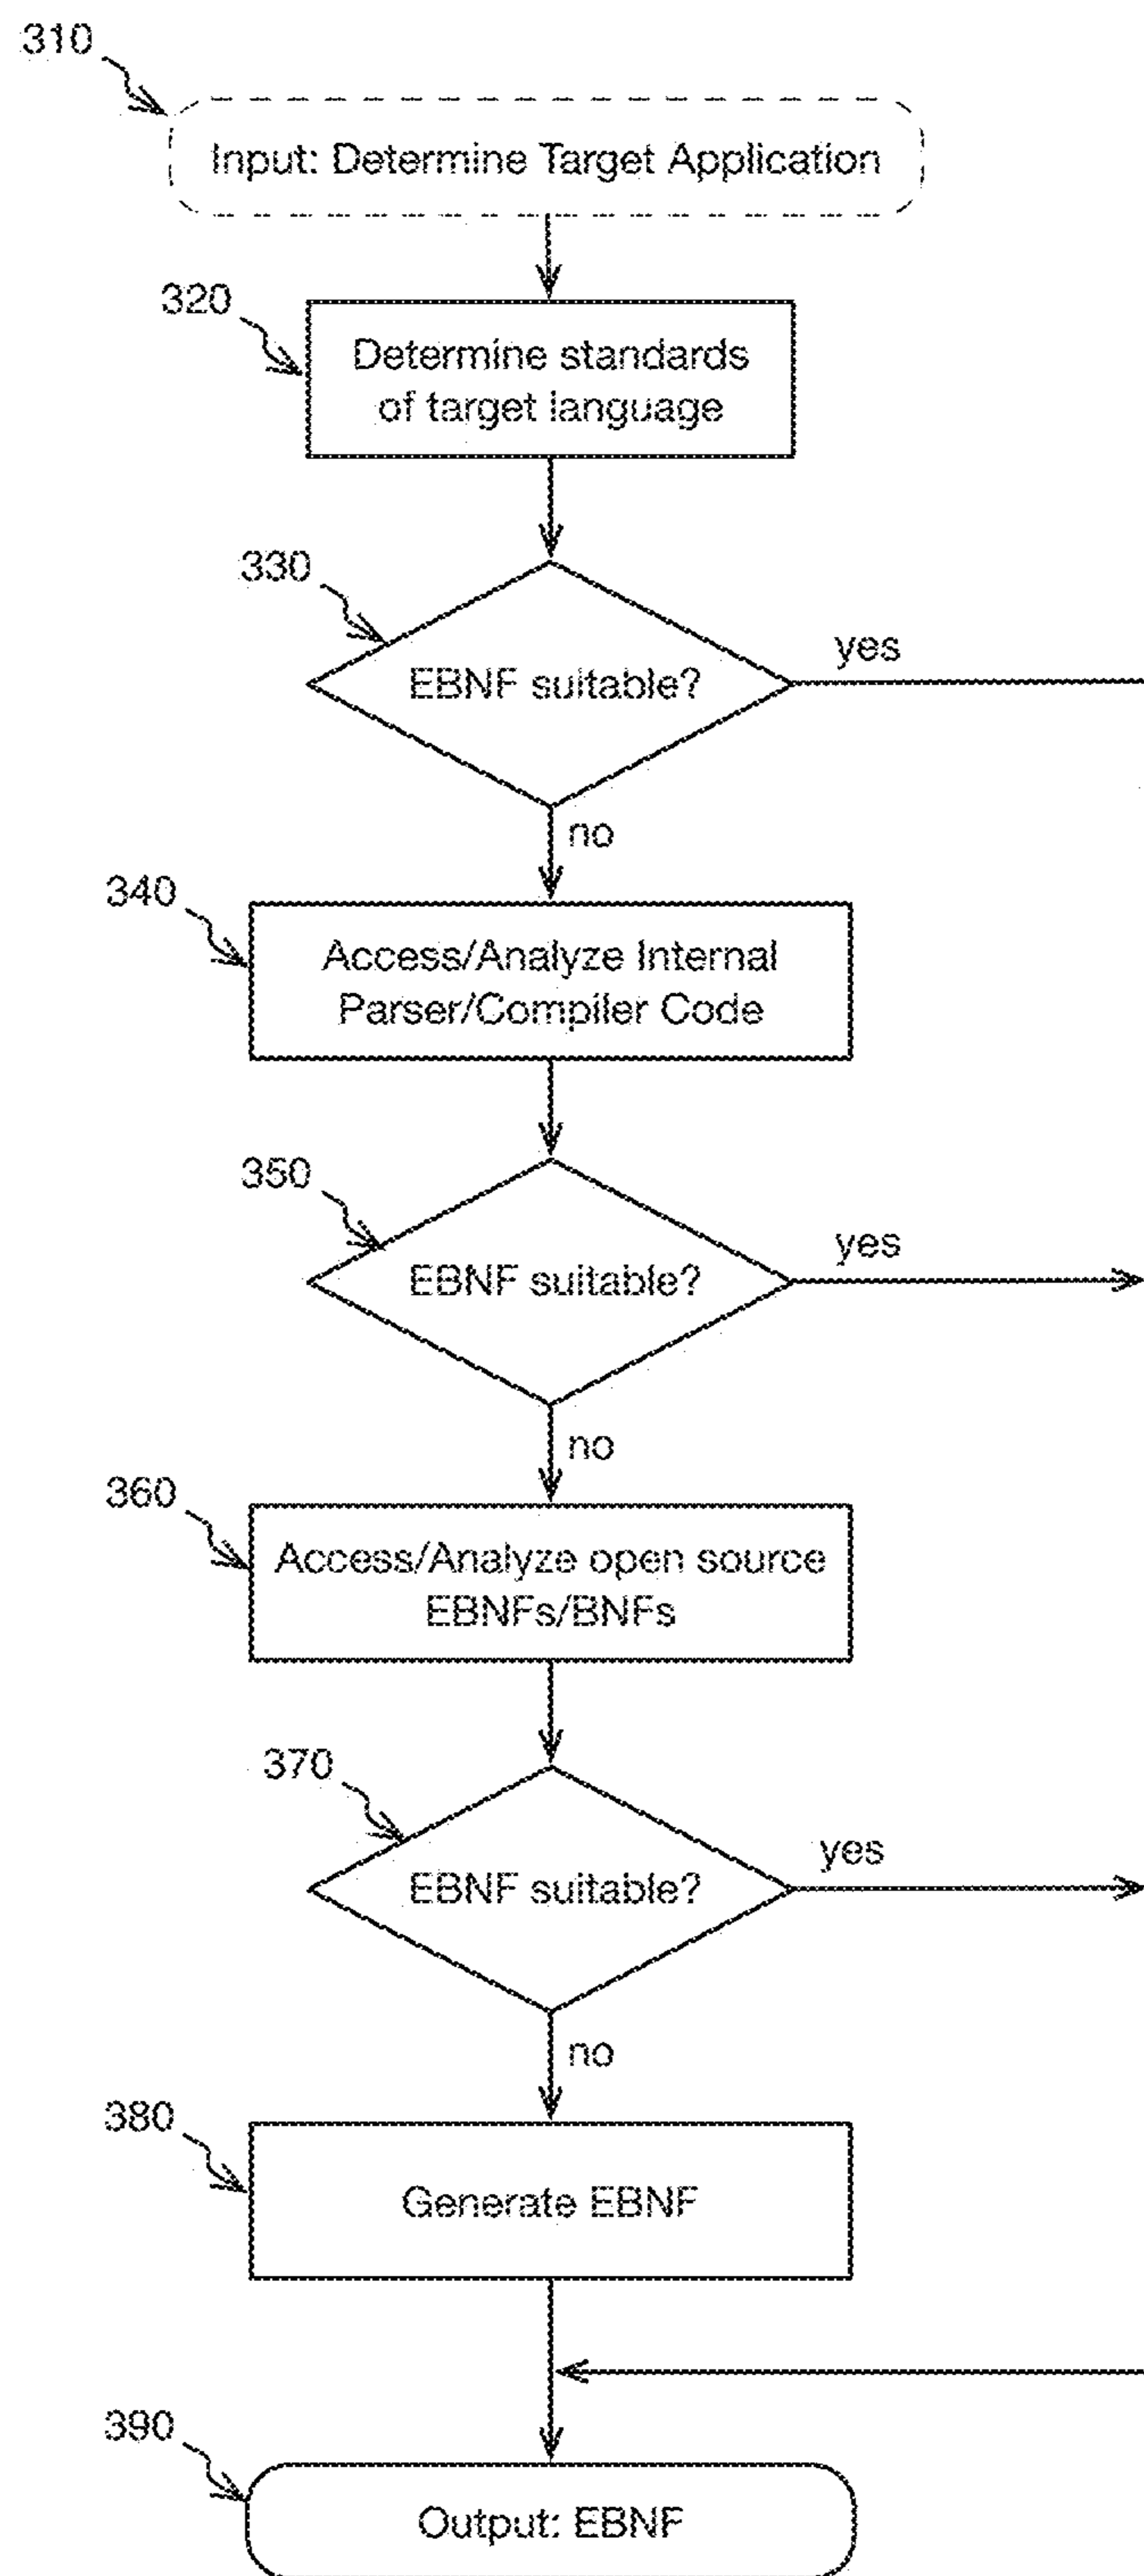 310
Input: Determine Target Application
320
Determine standards
of target language
330
EBNF suitable?
yes
no
340
Access/Analyze Internal
Parser/Compiler Code
350
EBNF suitable?
yes
no
360
Access/Analyze open source
EBNFs/BNFs
370
EBNF suitable?
yes
no
380
Generate EBNF
390
Output: EBNF